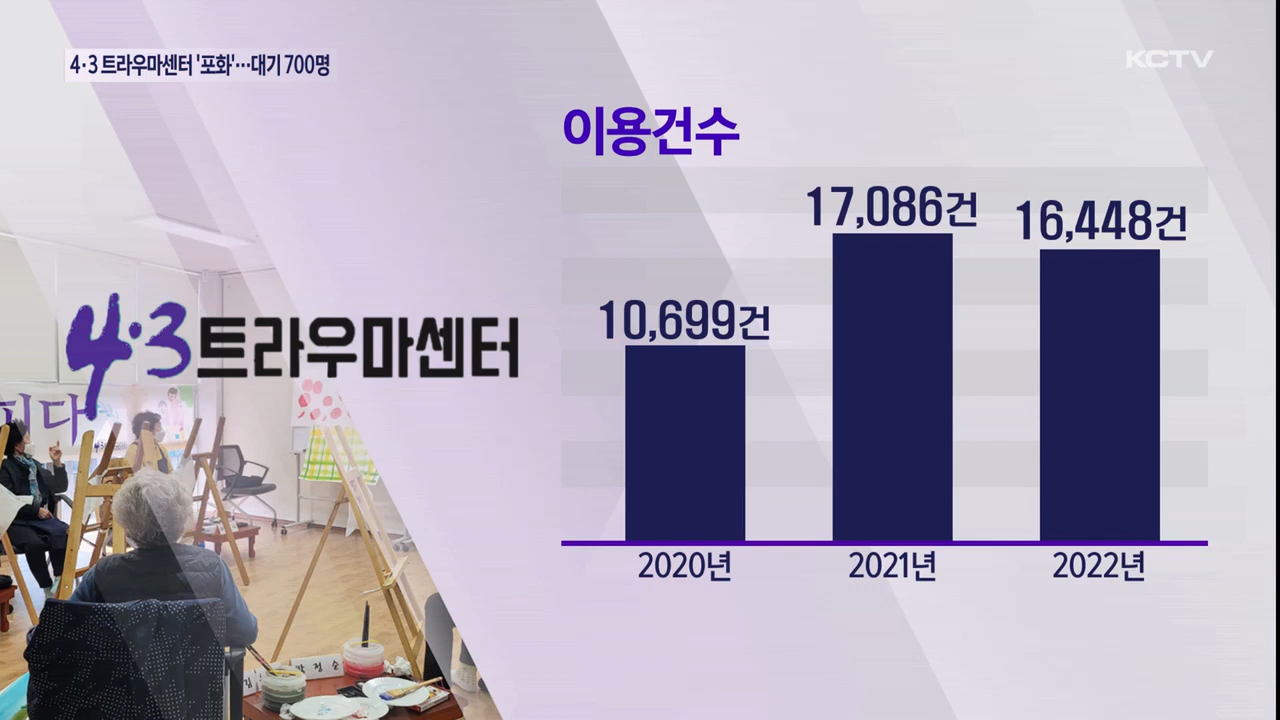 4·3 트라우마센터 '포화'…대기 700명
KCTV
이용건수
17,086건
16,448건
10,699건
4·3트라우마센터
피다
2020년
2021년
2022년